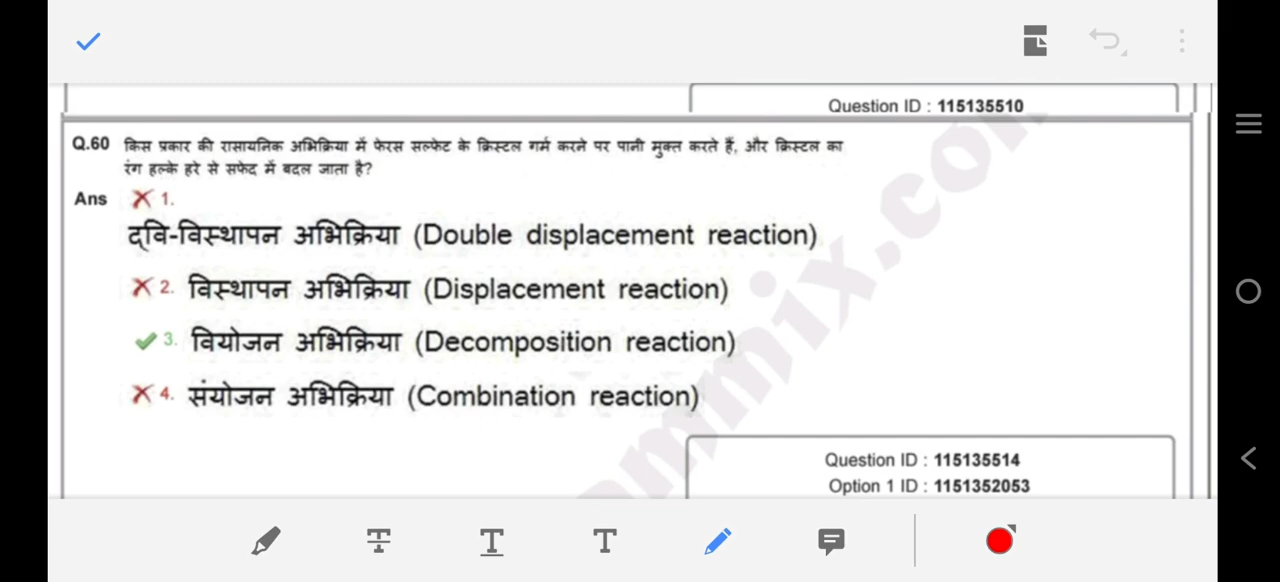 Question ID : 115135510
Q.60 किस प्रकार की रासायनिक अभिक्रिया में फेरस सल्फेट के क्रिस्टल गर्म करने पर पानी मुक्त करते हैं, और क्रिस्टल का
रंग हल्के हरे से सफेद में बदल जाता है?
Ans 1.
द्वि-विस्थापन अभिक्रिया (Double displacement reaction)
2. विस्थापन अभिक्रिया (Displacement reaction)
3. वियोजन अभिक्रिया (Decomposition reaction)
4. संयोजन अभिक्रिया (Combination reaction)
Question ID : 115135514
Option 1 ID : 1151352053